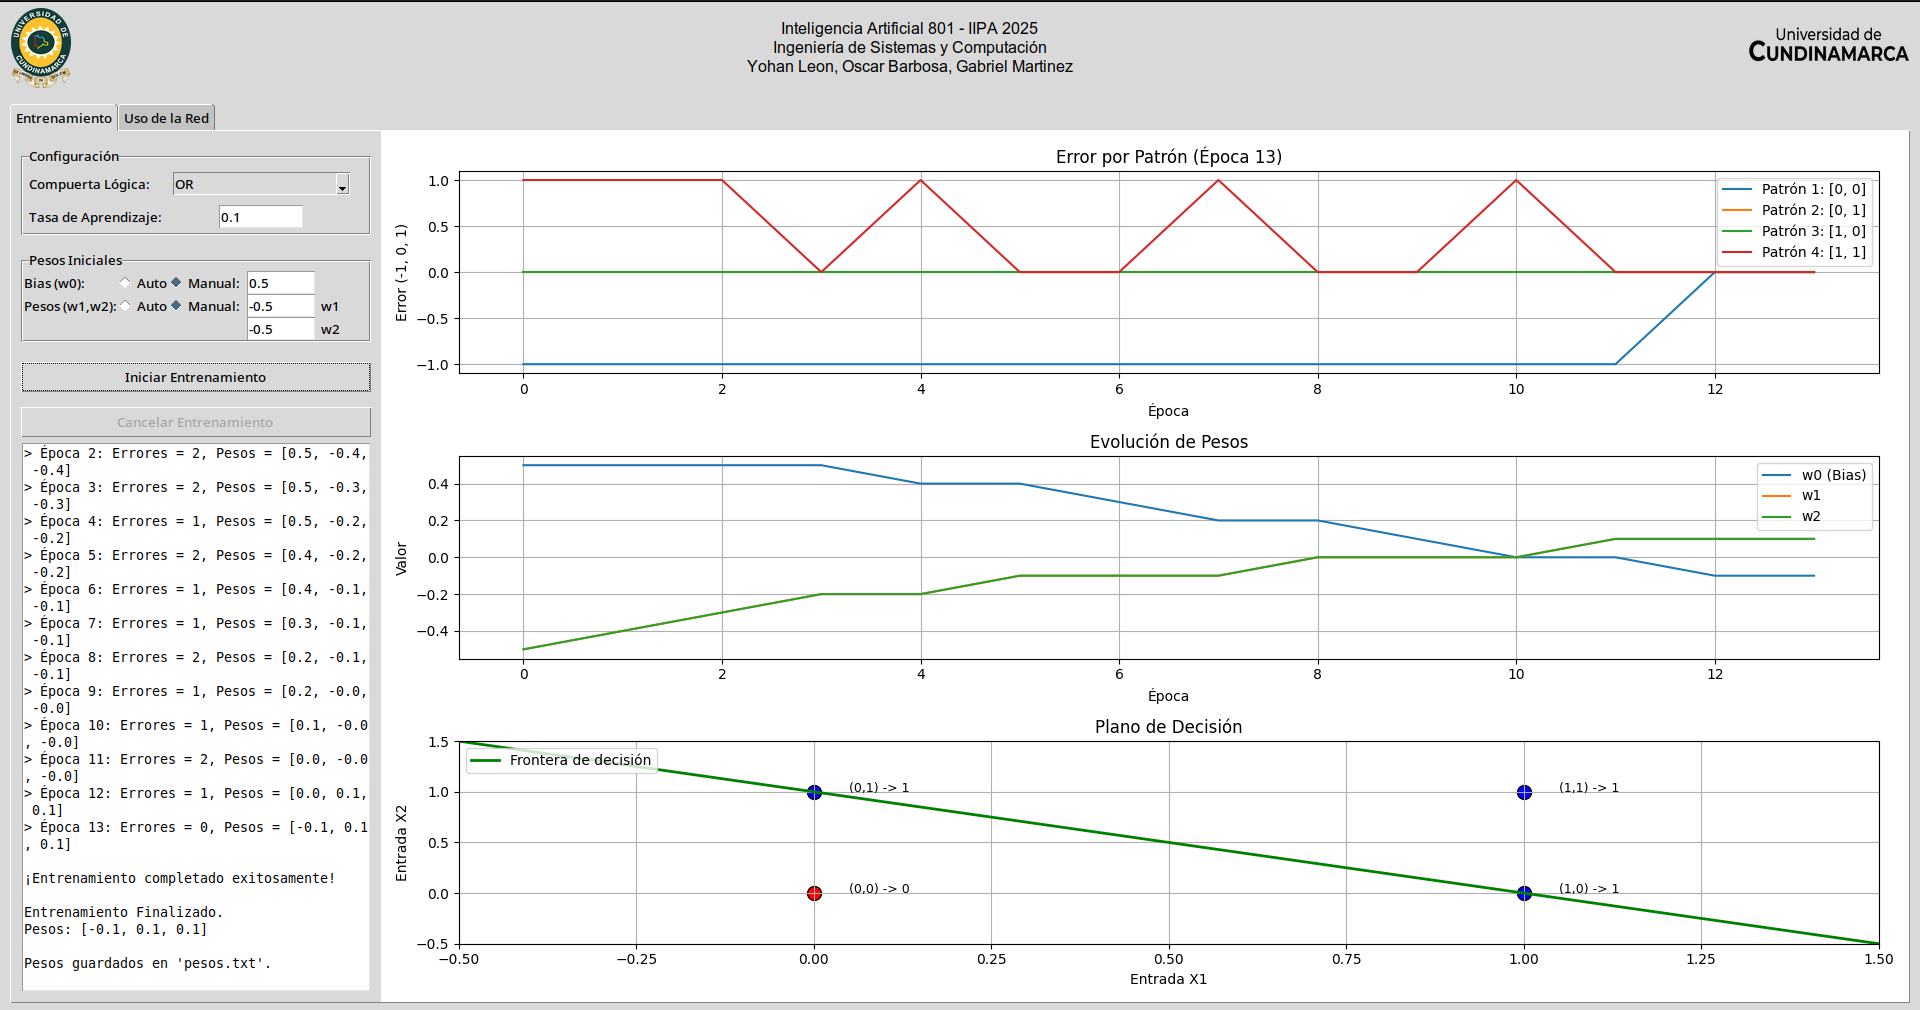 UNIVERSIDAD DE
CUNDINAMARCA
Inteligencia Artificial 801 - IIPA 2025
Ingeniería de Sistemas y Computación
Yohan Leon, Oscar Barbosa, Gabriel Martinez
Universidad de
CUNDINAMARCA
Entrenamiento
Uso de la Red
Configuración
Compuerta Lógica: OR
Tasa de Aprendizaje: 0.1
Pesos Iniciales
Bias (w0): Auto Manual: 0.5
Pesos (w1,w2): Auto Manual: -0.5 w1
-0.5 w2
Iniciar Entrenamiento
Cancelar Entrenamiento
> Época 2: Errores = 2, Pesos = [0.5, -0.4,
-0.4]
> Época 3: Errores = 2, Pesos = [0.5, -0.3,
-0.3]
> Época 4: Errores = 1, Pesos = [0.5, -0.2,
-0.2]
> Época 5: Errores = 2, Pesos = [0.4, -0.2,
-0.2]
> Época 6: Errores = 1, Pesos = [0.4, -0.1,
-0.1]
> Época 7: Errores = 1, Pesos = [0.3, -0.1,
-0.1]
> Época 8: Errores = 2, Pesos = [0.2, -0.1,
-0.1]
> Época 9: Errores = 1, Pesos = [0.2, -0.0,
-0.0]
> Época 10: Errores = 1, Pesos = [0.1, -0.0
, -0.0]
> Época 11: Errores = 2, Pesos = [0.0, -0.0
, -0.0]
> Época 12: Errores = 1, Pesos = [0.0, 0.1,
0.1]
> Época 13: Errores = 0, Pesos = [-0.1, 0.1
, 0.1]
¡Entrenamiento completado exitosamente!
Entrenamiento Finalizado.
Pesos: [-0.1, 0.1, 0.1]
Pesos guardados en 'pesos.txt'.
Error por Patrón (Época 13)
Error (-1, 0, 1)
1.0
0.5
0.0
−0.5
−1.0
Patrón 1: [0, 0]
Patrón 2: [0, 1]
Patrón 3: [1, 0]
Patrón 4: [1, 1]
0 2 4 6 8 10 12
Época
Evolución de Pesos
Valor
0.4
0.2
0.0
−0.2
−0.4
w0 (Bias)
w1
w2
0 2 4 6 8 10 12
Época
Plano de Decisión
Entrada X2
1.5
1.0
0.5
0.0
−0.5
Frontera de decisión
(0,1) -> 1
(1,1) -> 1
(0,0) -> 0
(1,0) -> 1
−0.50 −0.25 0.00 0.25 0.50 0.75 1.00 1.25 1.50
Entrada X1